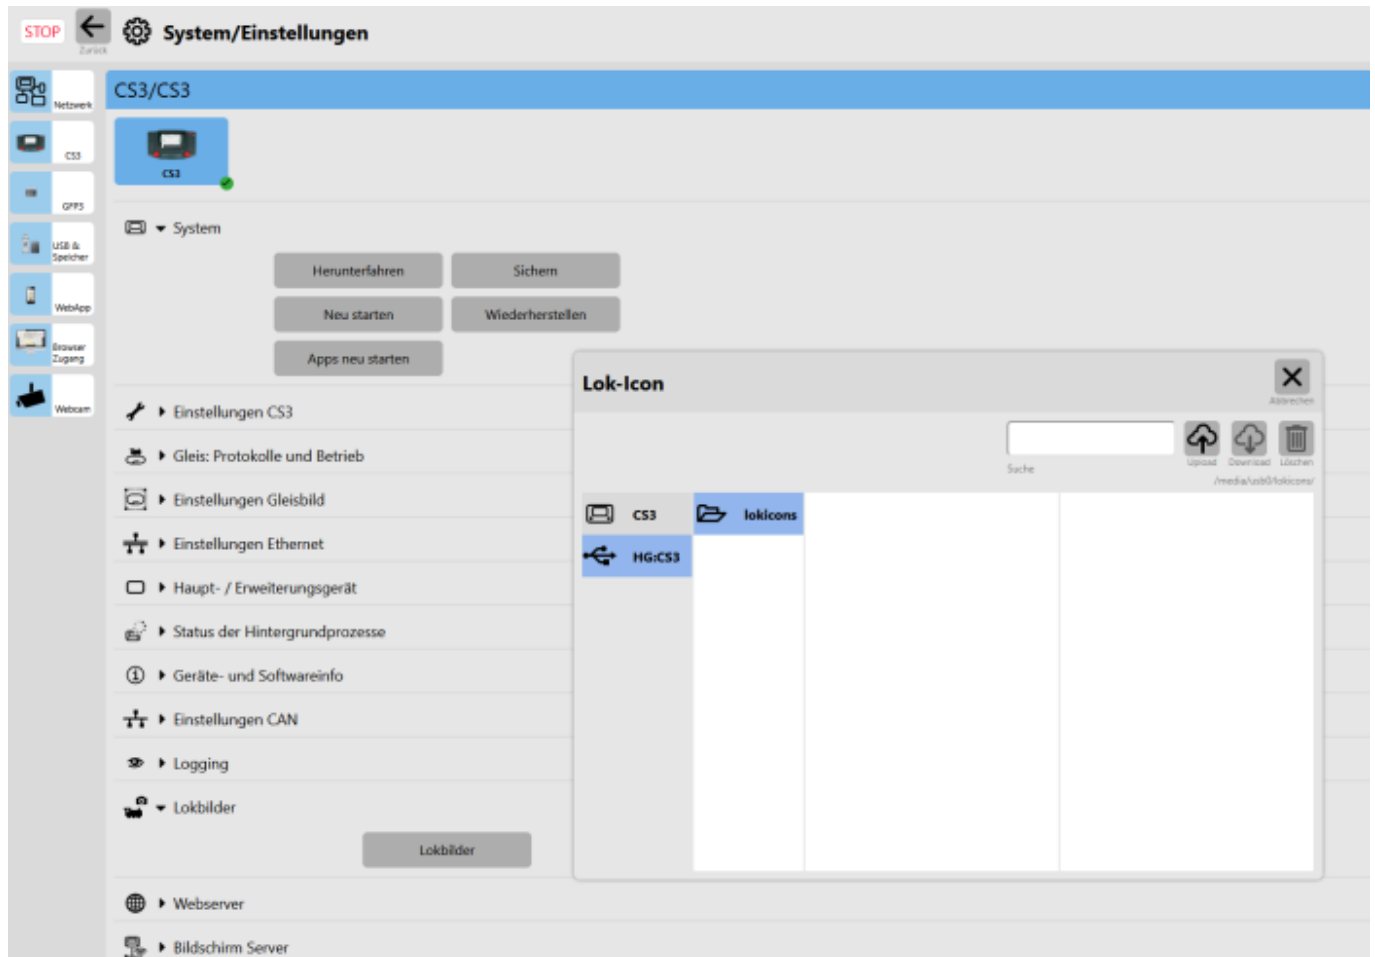 STOP
Zurück
System/Einstellungen
Netzwerk
CS3/CS3
CS3
CS3
GFP3
USB &
Speicher
WebApp
Browser
Zugang
Webcam
System
Herunterfahren
Sichern
Neu starten
Wiederherstellen
Apps neu starten
Einstellungen CS3
Gleis: Protokolle und Betrieb
Einstellungen Gleisbild
Einstellungen Ethernet
Haupt- / Erweiterungsgerät
Status der Hintergrundprozesse
Geräte- und Softwareinfo
Einstellungen CAN
Logging
Lokbilder
Lokbilder
Webserver
Bildschirm Server
Lok-Icon
Abbrechen
Suche
Upload
Download
Löschen
/media/usb0/lokicons/
CS3
lokicons
HG:CS3